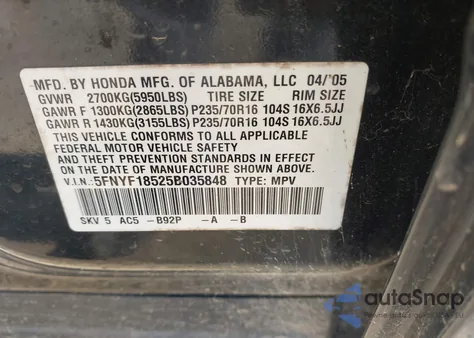 MFD. BY HONDA MFG. OF ALABAMA, LLC 04/'05
GVWR 2700KG(5950LBS) TIRE SIZE RIM SIZE
GAWR F 1300KG(2865LBS) P235/70R16 104S 16X6.5JJ
GAWR R 1430KG(3150LBS) P235/70R16 104S 16X6.5JJ
THIS VEHICLE CONFORMS TO ALL APPLICABLE
FEDERAL MOTOR VEHICLE SAFETY
AND THEFT PREVENTION STANDARDS IN EFFECT
ON THE DATE OF MANUFACTURE SHOWN ABOVE.
V.I.N.: 5FNYF18525B035848 TYPE: MPV
SKV 5 AC5 -B92P -A -B
autoSnap